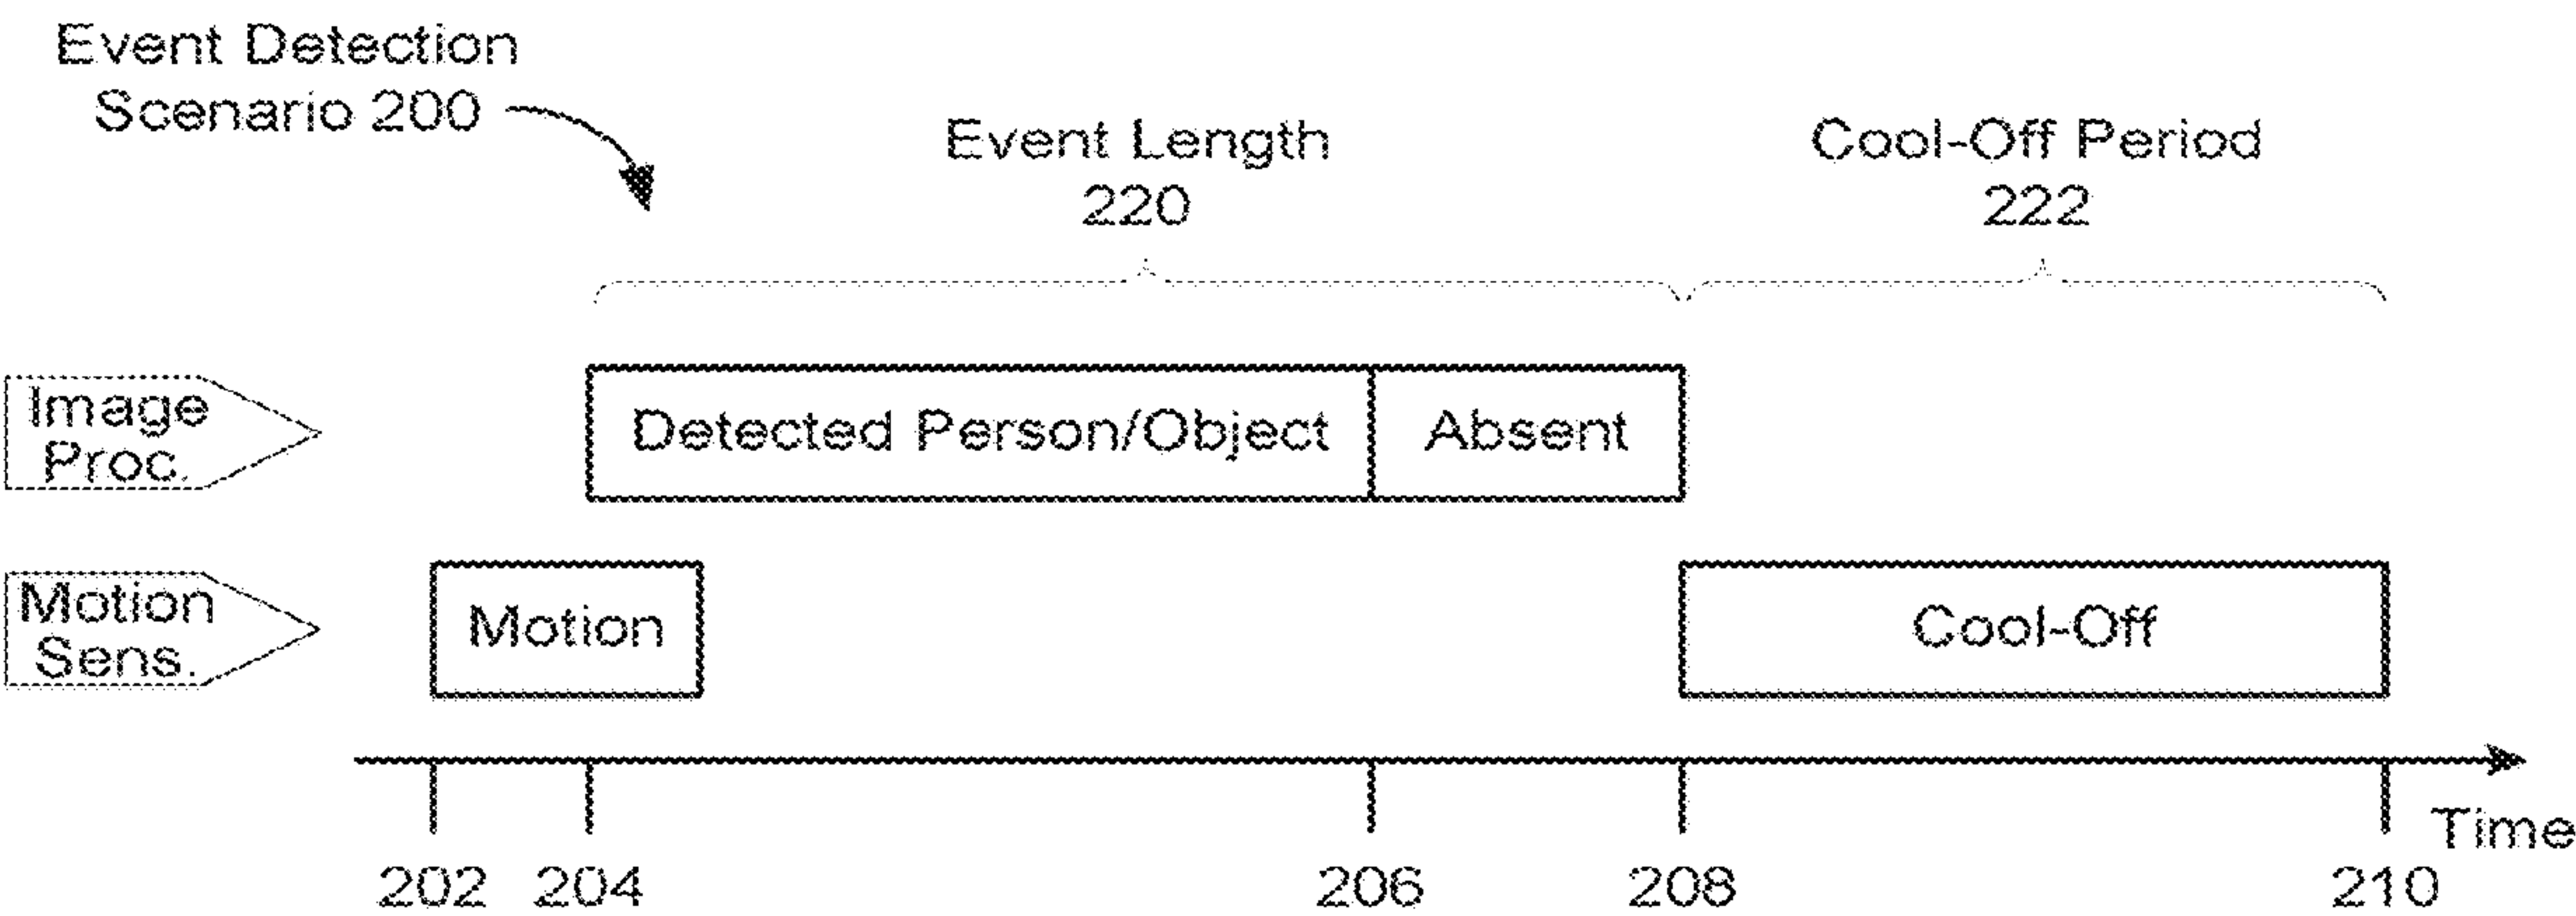 Event Detection
Scenario 200
Event Length
220
Cool-Off Period
222
Image
Proc.
Detected Person/Object
Absent
Motion
Sens.
Motion
Cool-Off
Time
202
204
206
208
210